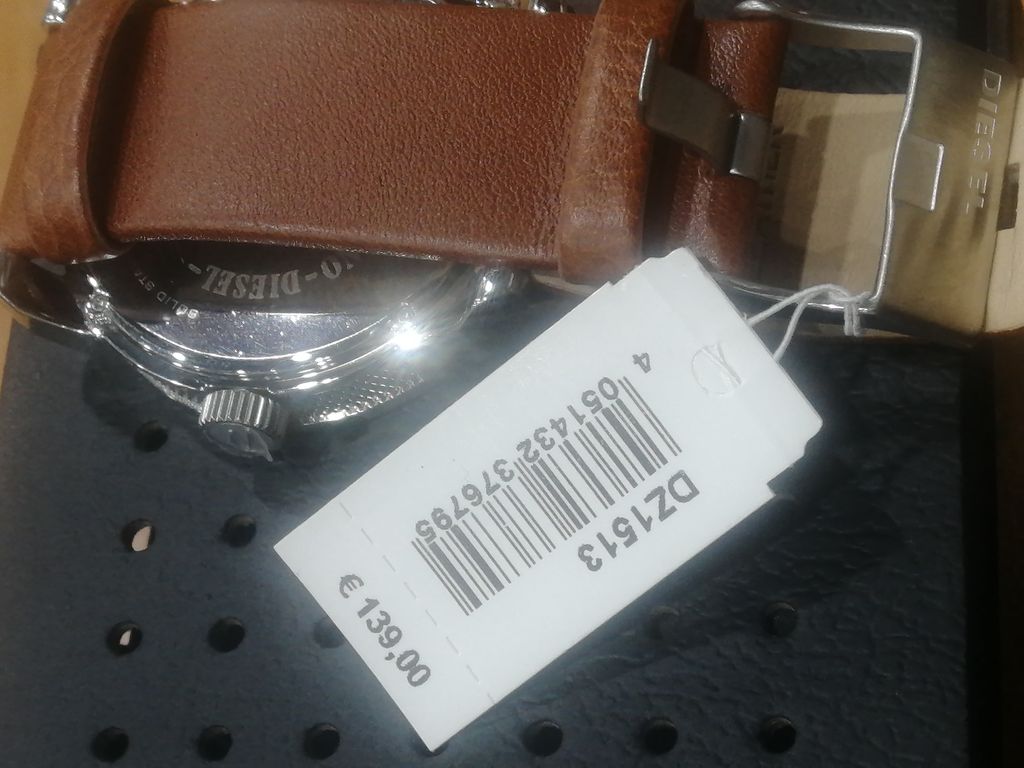 DZ1513
4 051432 376795
€ 139,00
DIESEL
DIESEL